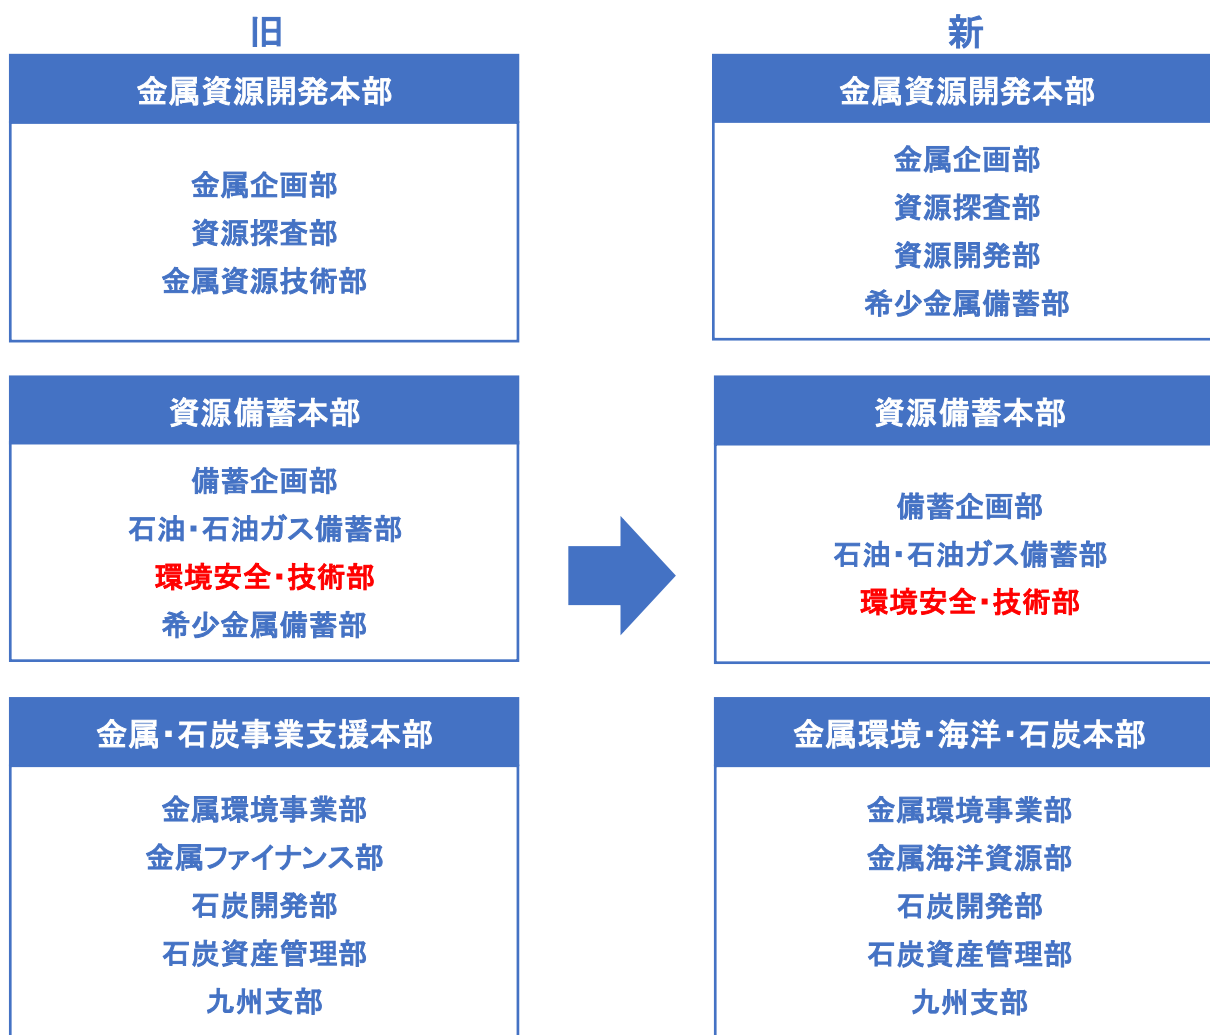 旧
金属資源開発本部
金属企画部
資源探査部
金属資源技術部
資源備蓄本部
備蓄企画部
石油・石油ガス備蓄部
環境安全・技術部
希少金属備蓄部
金属・石炭事業支援本部
金属環境事業部
金属ファイナンス部
石炭開発部
石炭資産管理部
九州支部
新
金属資源開発本部
金属企画部
資源探査部
資源開発部
希少金属備蓄部
資源備蓄本部
備蓄企画部
石油・石油ガス備蓄部
環境安全・技術部
金属環境・海洋・石炭本部
金属環境事業部
金属海洋資源部
石炭開発部
石炭資産管理部
九州支部